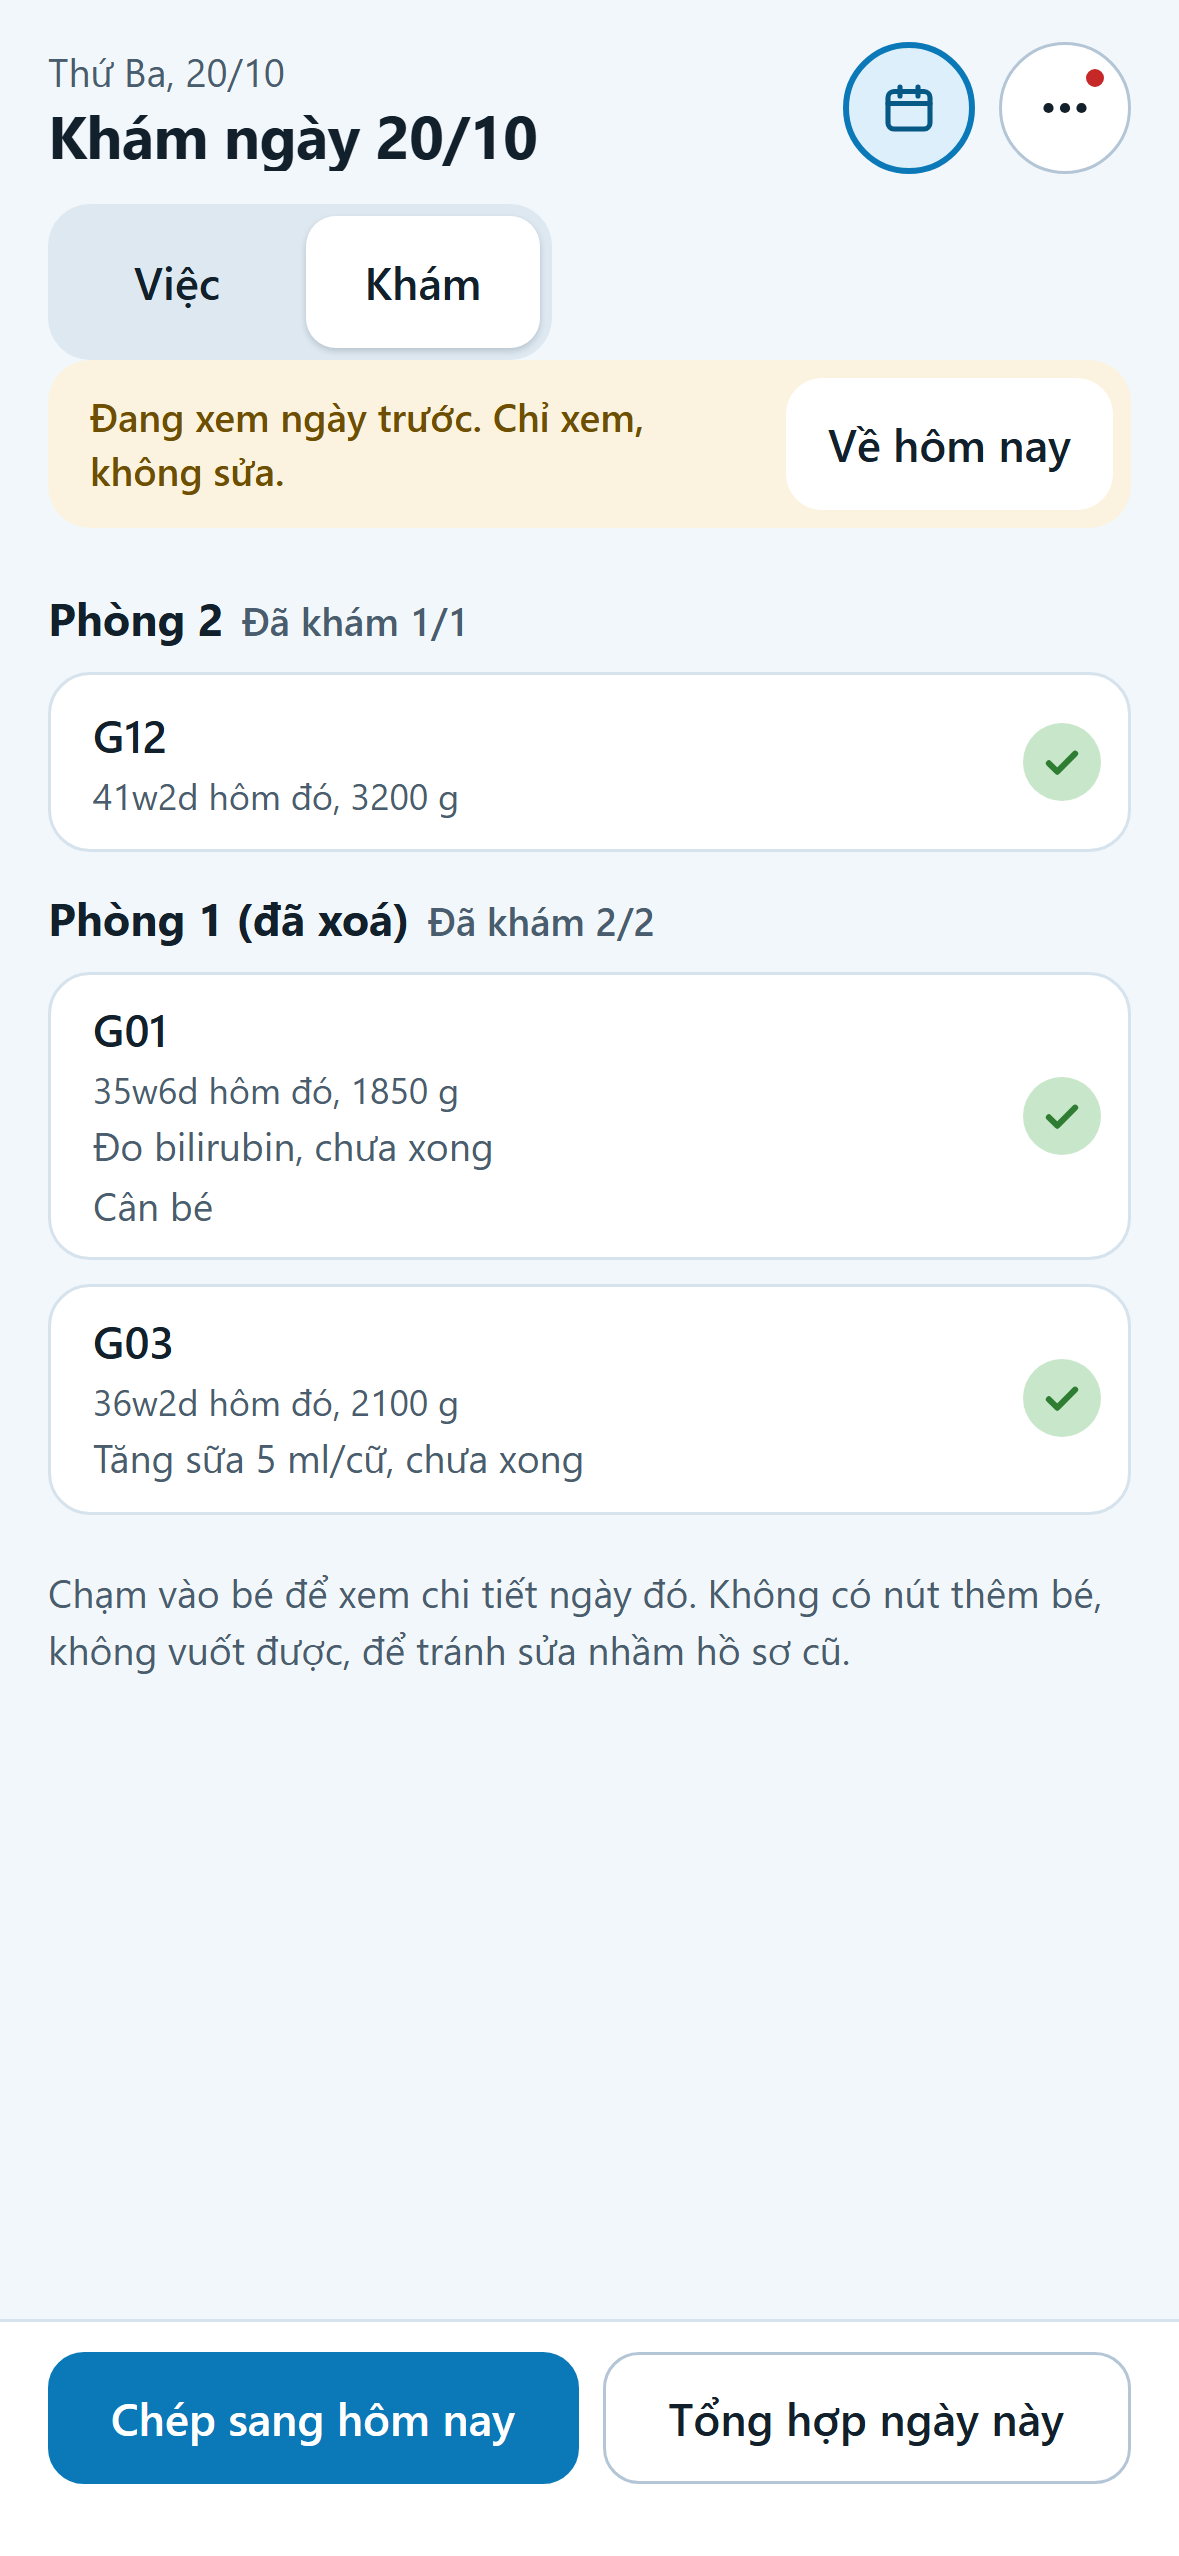 Thứ Ba, 20/10
Khám ngày 20/10
Việc
Khám
Đang xem ngày trước. Chỉ xem,
không sửa.
Về hôm nay
Phòng 2 Đã khám 1/1
G12
41w2d hôm đó, 3200 g
Phòng 1 (đã xoá) Đã khám 2/2
G01
35w6d hôm đó, 1850 g
Đo bilirubin, chưa xong
Cân bé
G03
36w2d hôm đó, 2100 g
Tăng sữa 5 ml/cữ, chưa xong
Chạm vào bé để xem chi tiết ngày đó. Không có nút thêm bé,
không vuốt được, để tránh sửa nhầm hồ sơ cũ.
Chép sang hôm nay
Tổng hợp ngày này